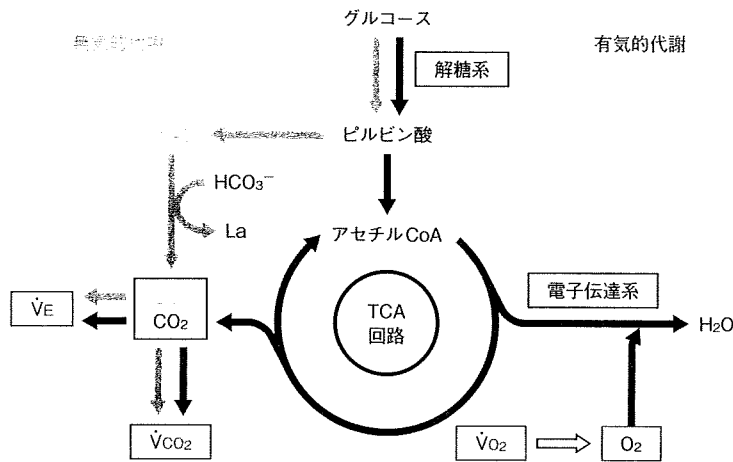 グルコース
有気的代謝
解糖系
ピルビン酸
HCO₃⁻
La
アセチルCoA
電子伝達系
V̇E
CO₂
TCA
回路
H₂O
V̇CO₂
V̇O₂
O₂